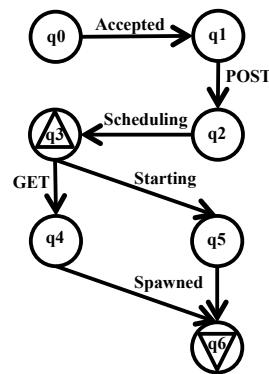 Accepted
q0
q1
POST
Scheduling
q3
q2
GET
Starting
q4
q5
Spawned
q6